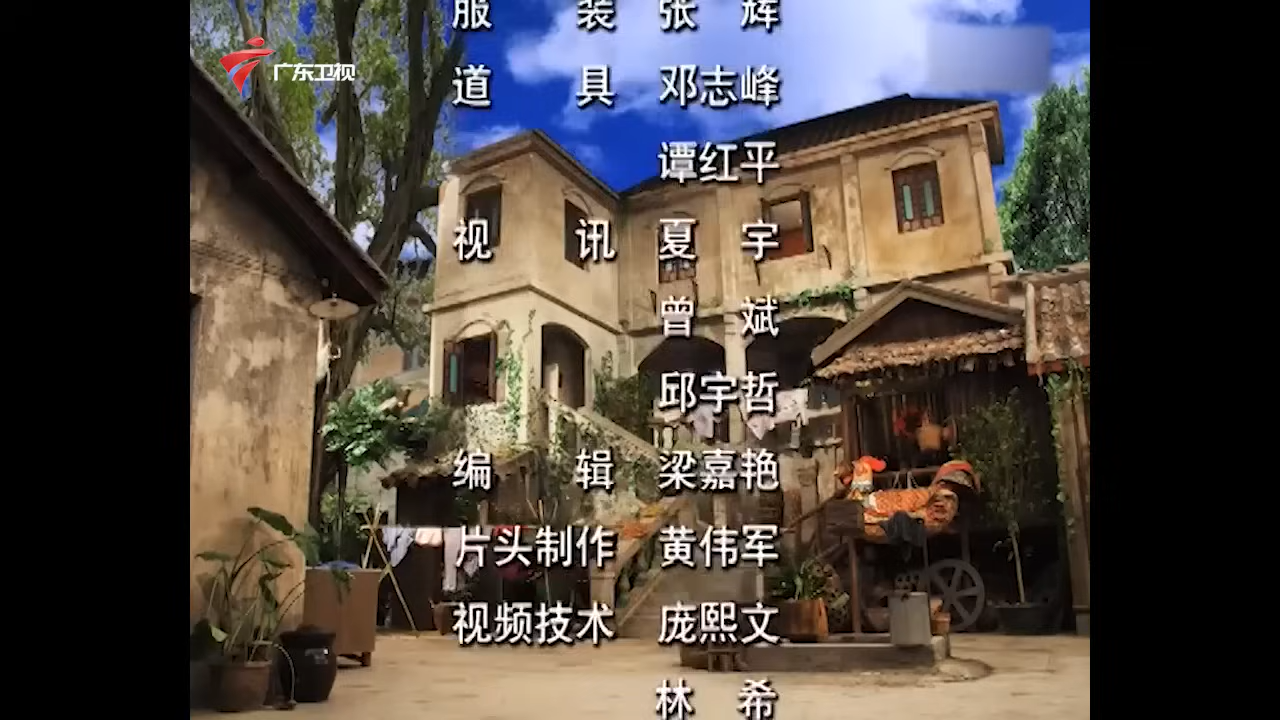 服装 张辉
广东卫视
道具 邓志峰
谭红平
视讯 夏宇
曾斌
邱宇哲
编辑 梁嘉艳
片头制作 黄伟军
视频技术 庞熙文
林希